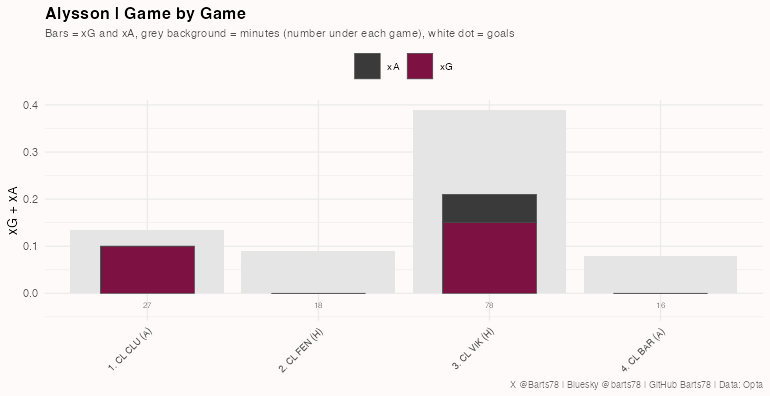 Alysson | Game by Game
Bars = xG and xA, grey background = minutes (number under each game), white dot = goals
xA
xG
xG + xA
0.4
0.3
0.2
0.1
0.0
27
18
78
16
1. CL CLU (A)
2. CL FEN (H)
3. CL VIK (H)
4. CL BAR (A)
X @Barts78 | Bluesky @barts78 | GitHub Barts78 | Data: Opta